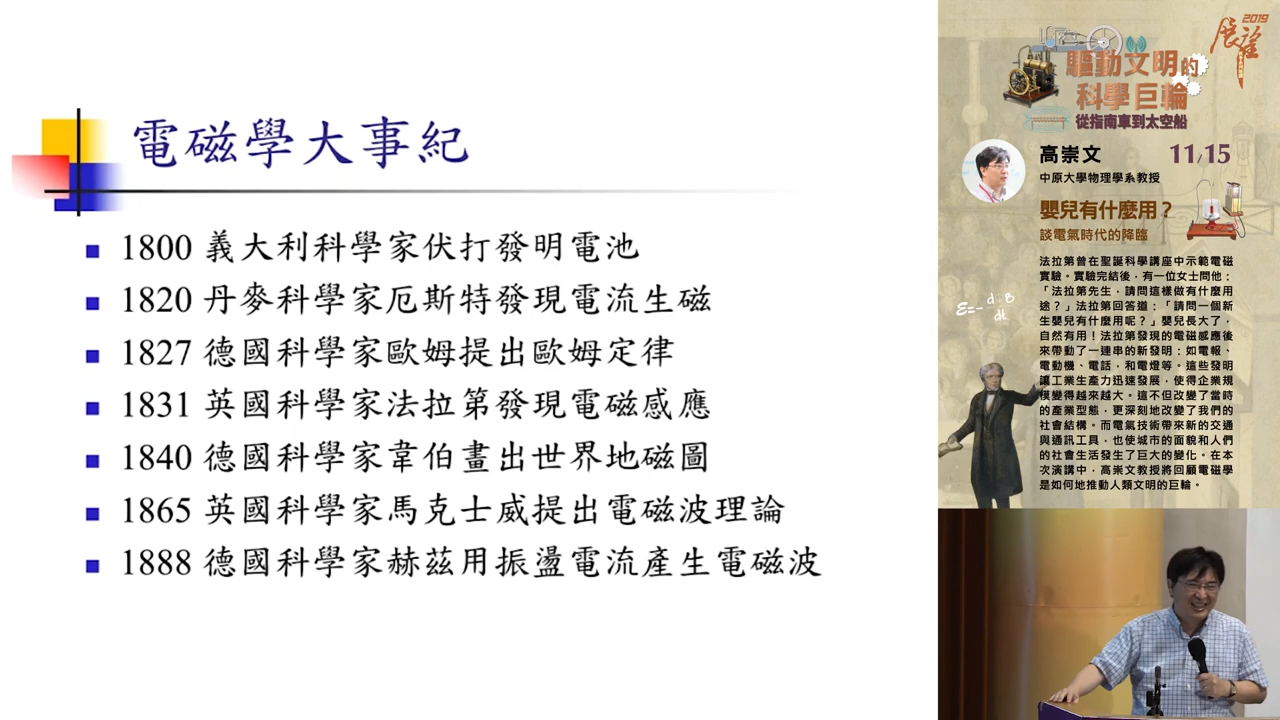 電磁學大事紀
1800 義大利科學家伏打發明電池
1820 丹麥科學家厄斯特發現電流生磁
1827 德國科學家歐姆提出歐姆定律
1831 英國科學家法拉第發現電磁感應
1840 德國科學家韋伯畫出世界地磁圖
1865 英國科學家馬克士威提出電磁波理論
1888 德國科學家赫茲用振盪電流產生電磁波
2019
展望
驅動文明的
科學巨輪
從指南車到太空船
高崇文
11/15
中原大學物理學系教授
嬰兒有什麼用？
談電氣時代的降臨
法拉第曾在聖誕科學講座中示範電磁
實驗。實驗完結後，有一位女士問他：
「法拉第先生，請問這樣做有什麼用
途？」法拉第回答道：「請問一個新
生嬰兒有什麼用呢？」嬰兒長大了，
自然有用！法拉第發現的電磁感應後
來帶動了一連串的新發明；如電報、
電動機、電話，和電燈等。這些發明
讓工業生產力迅速發展，使得企業規
模變得越來越大。這不但改變了當時
的產業型態，更深刻地改變了我們的
社會結構。而電氣技術帶來新的交通
與通訊工具，也使城市的面貌和人們
的社會生活發生了巨大的變化。在本
次演講中，高崇文教授將回顧電磁學
是如何地推動人類文明的巨輪。